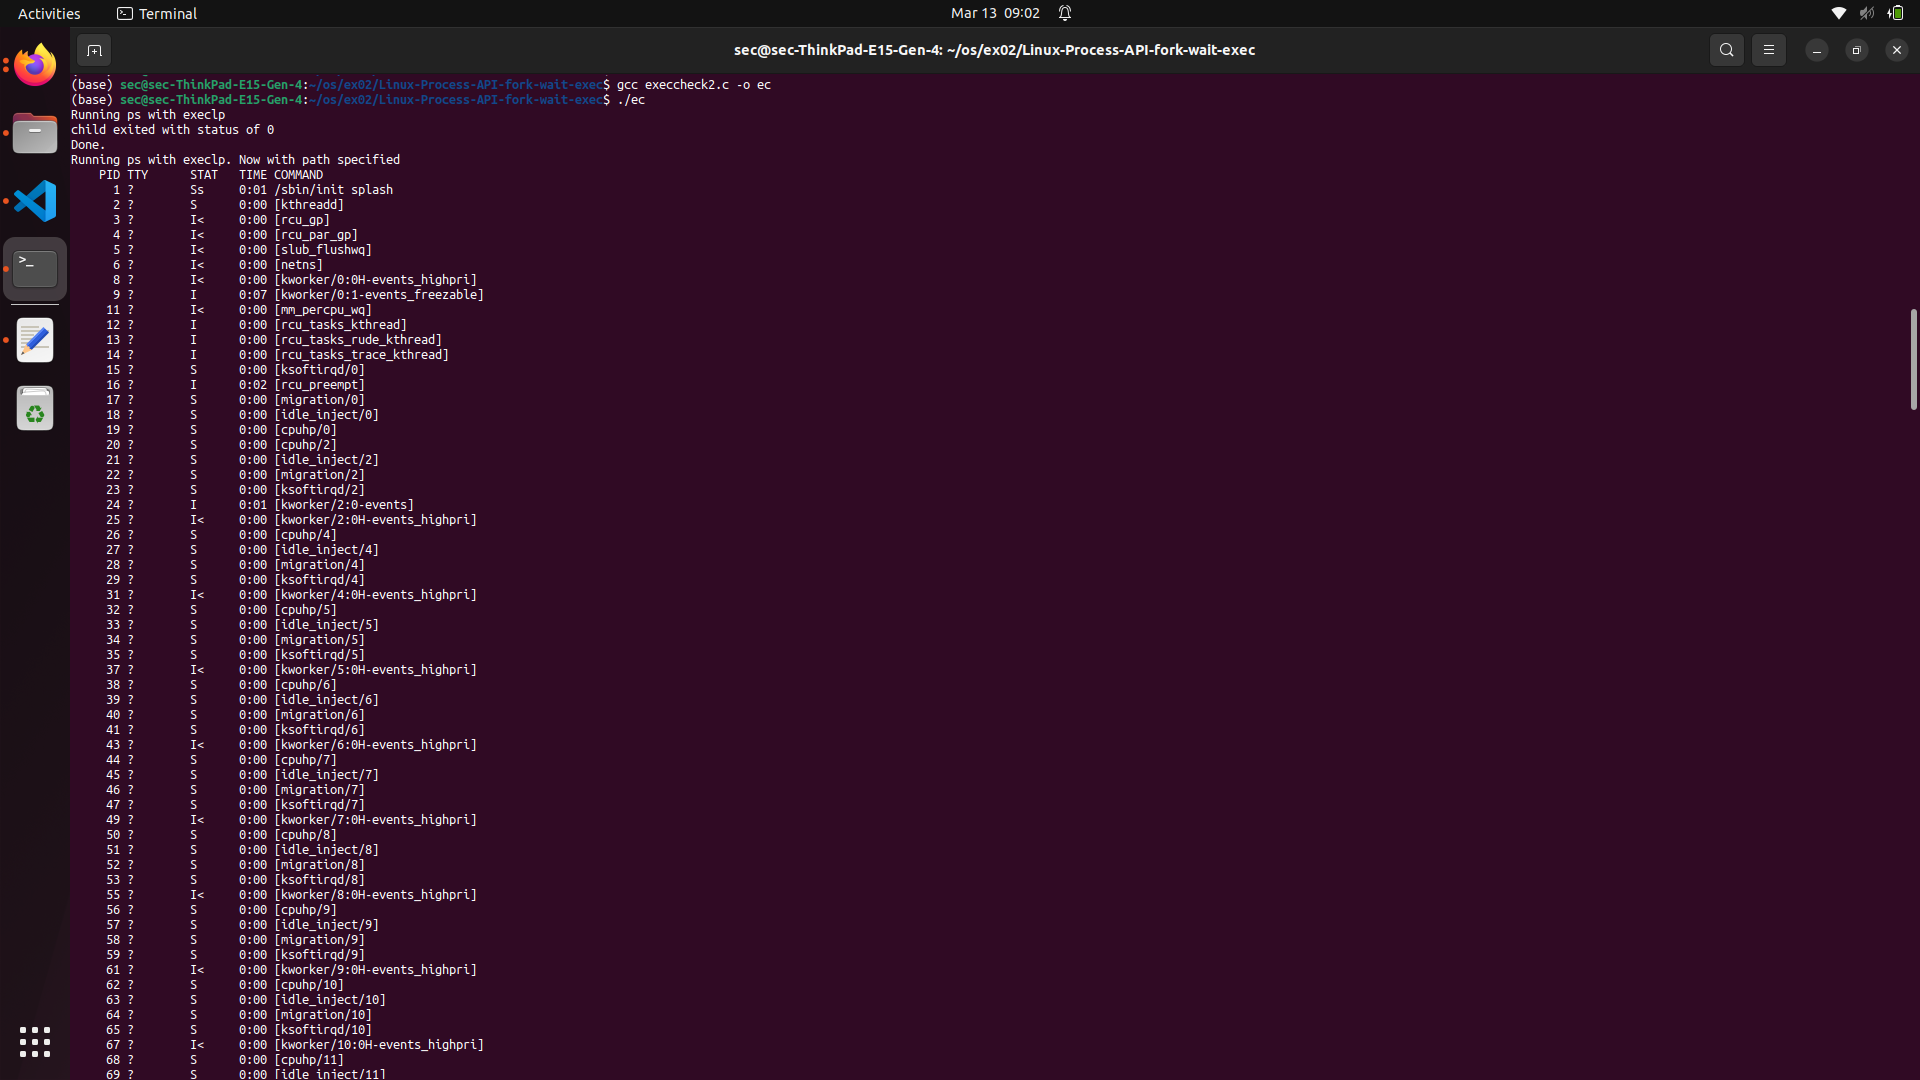 Activities
Terminal
Mar 13 09:02
sec@sec-ThinkPad-E15-Gen-4: ~/os/ex02/Linux-Process-API-fork-wait-exec
(base) sec@sec-ThinkPad-E15-Gen-4:~/os/ex02/Linux-Process-API-fork-wait-exec$ gcc execcheck2.c -o ec
(base) sec@sec-ThinkPad-E15-Gen-4:~/os/ex02/Linux-Process-API-fork-wait-exec$ ./ec
Running ps with execlp
child exited with status of 0
Done.
Running ps with execlp. Now with path specified
PID TTY STAT TIME COMMAND
1 ? Ss 0:01 /sbin/init splash
2 ? S 0:00 [kthreadd]
3 ? I< 0:00 [rcu_gp]
4 ? I< 0:00 [rcu_par_gp]
5 ? I< 0:00 [slub_flushwq]
6 ? I< 0:00 [netns]
8 ? I< 0:00 [kworker/0:0H-events_highpri]
9 ? I 0:07 [kworker/0:1-events_freezable]
11 ? I< 0:00 [mm_percpu_wq]
12 ? I 0:00 [rcu_tasks_kthread]
13 ? I 0:00 [rcu_tasks_rude_kthread]
14 ? I 0:00 [rcu_tasks_trace_kthread]
15 ? S 0:00 [ksoftirqd/0]
16 ? I 0:02 [rcu_preempt]
17 ? S 0:00 [migration/0]
18 ? S 0:00 [idle_inject/0]
19 ? S 0:00 [cpuhp/0]
20 ? S 0:00 [cpuhp/2]
21 ? S 0:00 [idle_inject/2]
22 ? S 0:00 [migration/2]
23 ? S 0:00 [ksoftirqd/2]
24 ? I 0:01 [kworker/2:0-events]
25 ? I< 0:00 [kworker/2:0H-events_highpri]
26 ? S 0:00 [cpuhp/4]
27 ? S 0:00 [idle_inject/4]
28 ? S 0:00 [migration/4]
29 ? S 0:00 [ksoftirqd/4]
31 ? I< 0:00 [kworker/4:0H-events_highpri]
32 ? S 0:00 [cpuhp/5]
33 ? S 0:00 [idle_inject/5]
34 ? S 0:00 [migration/5]
35 ? S 0:00 [ksoftirqd/5]
37 ? I< 0:00 [kworker/5:0H-events_highpri]
38 ? S 0:00 [cpuhp/6]
39 ? S 0:00 [idle_inject/6]
40 ? S 0:00 [migration/6]
41 ? S 0:00 [ksoftirqd/6]
43 ? I< 0:00 [kworker/6:0H-events_highpri]
44 ? S 0:00 [cpuhp/7]
45 ? S 0:00 [idle_inject/7]
46 ? S 0:00 [migration/7]
47 ? S 0:00 [ksoftirqd/7]
49 ? I< 0:00 [kworker/7:0H-events_highpri]
50 ? S 0:00 [cpuhp/8]
51 ? S 0:00 [idle_inject/8]
52 ? S 0:00 [migration/8]
53 ? S 0:00 [ksoftirqd/8]
55 ? I< 0:00 [kworker/8:0H-events_highpri]
56 ? S 0:00 [cpuhp/9]
57 ? S 0:00 [idle_inject/9]
58 ? S 0:00 [migration/9]
59 ? S 0:00 [ksoftirqd/9]
61 ? I< 0:00 [kworker/9:0H-events_highpri]
62 ? S 0:00 [cpuhp/10]
63 ? S 0:00 [idle_inject/10]
64 ? S 0:00 [migration/10]
65 ? S 0:00 [ksoftirqd/10]
67 ? I< 0:00 [kworker/10:0H-events_highpri]
68 ? S 0:00 [cpuhp/11]
69 ? S 0:00 [idle_inject/11]